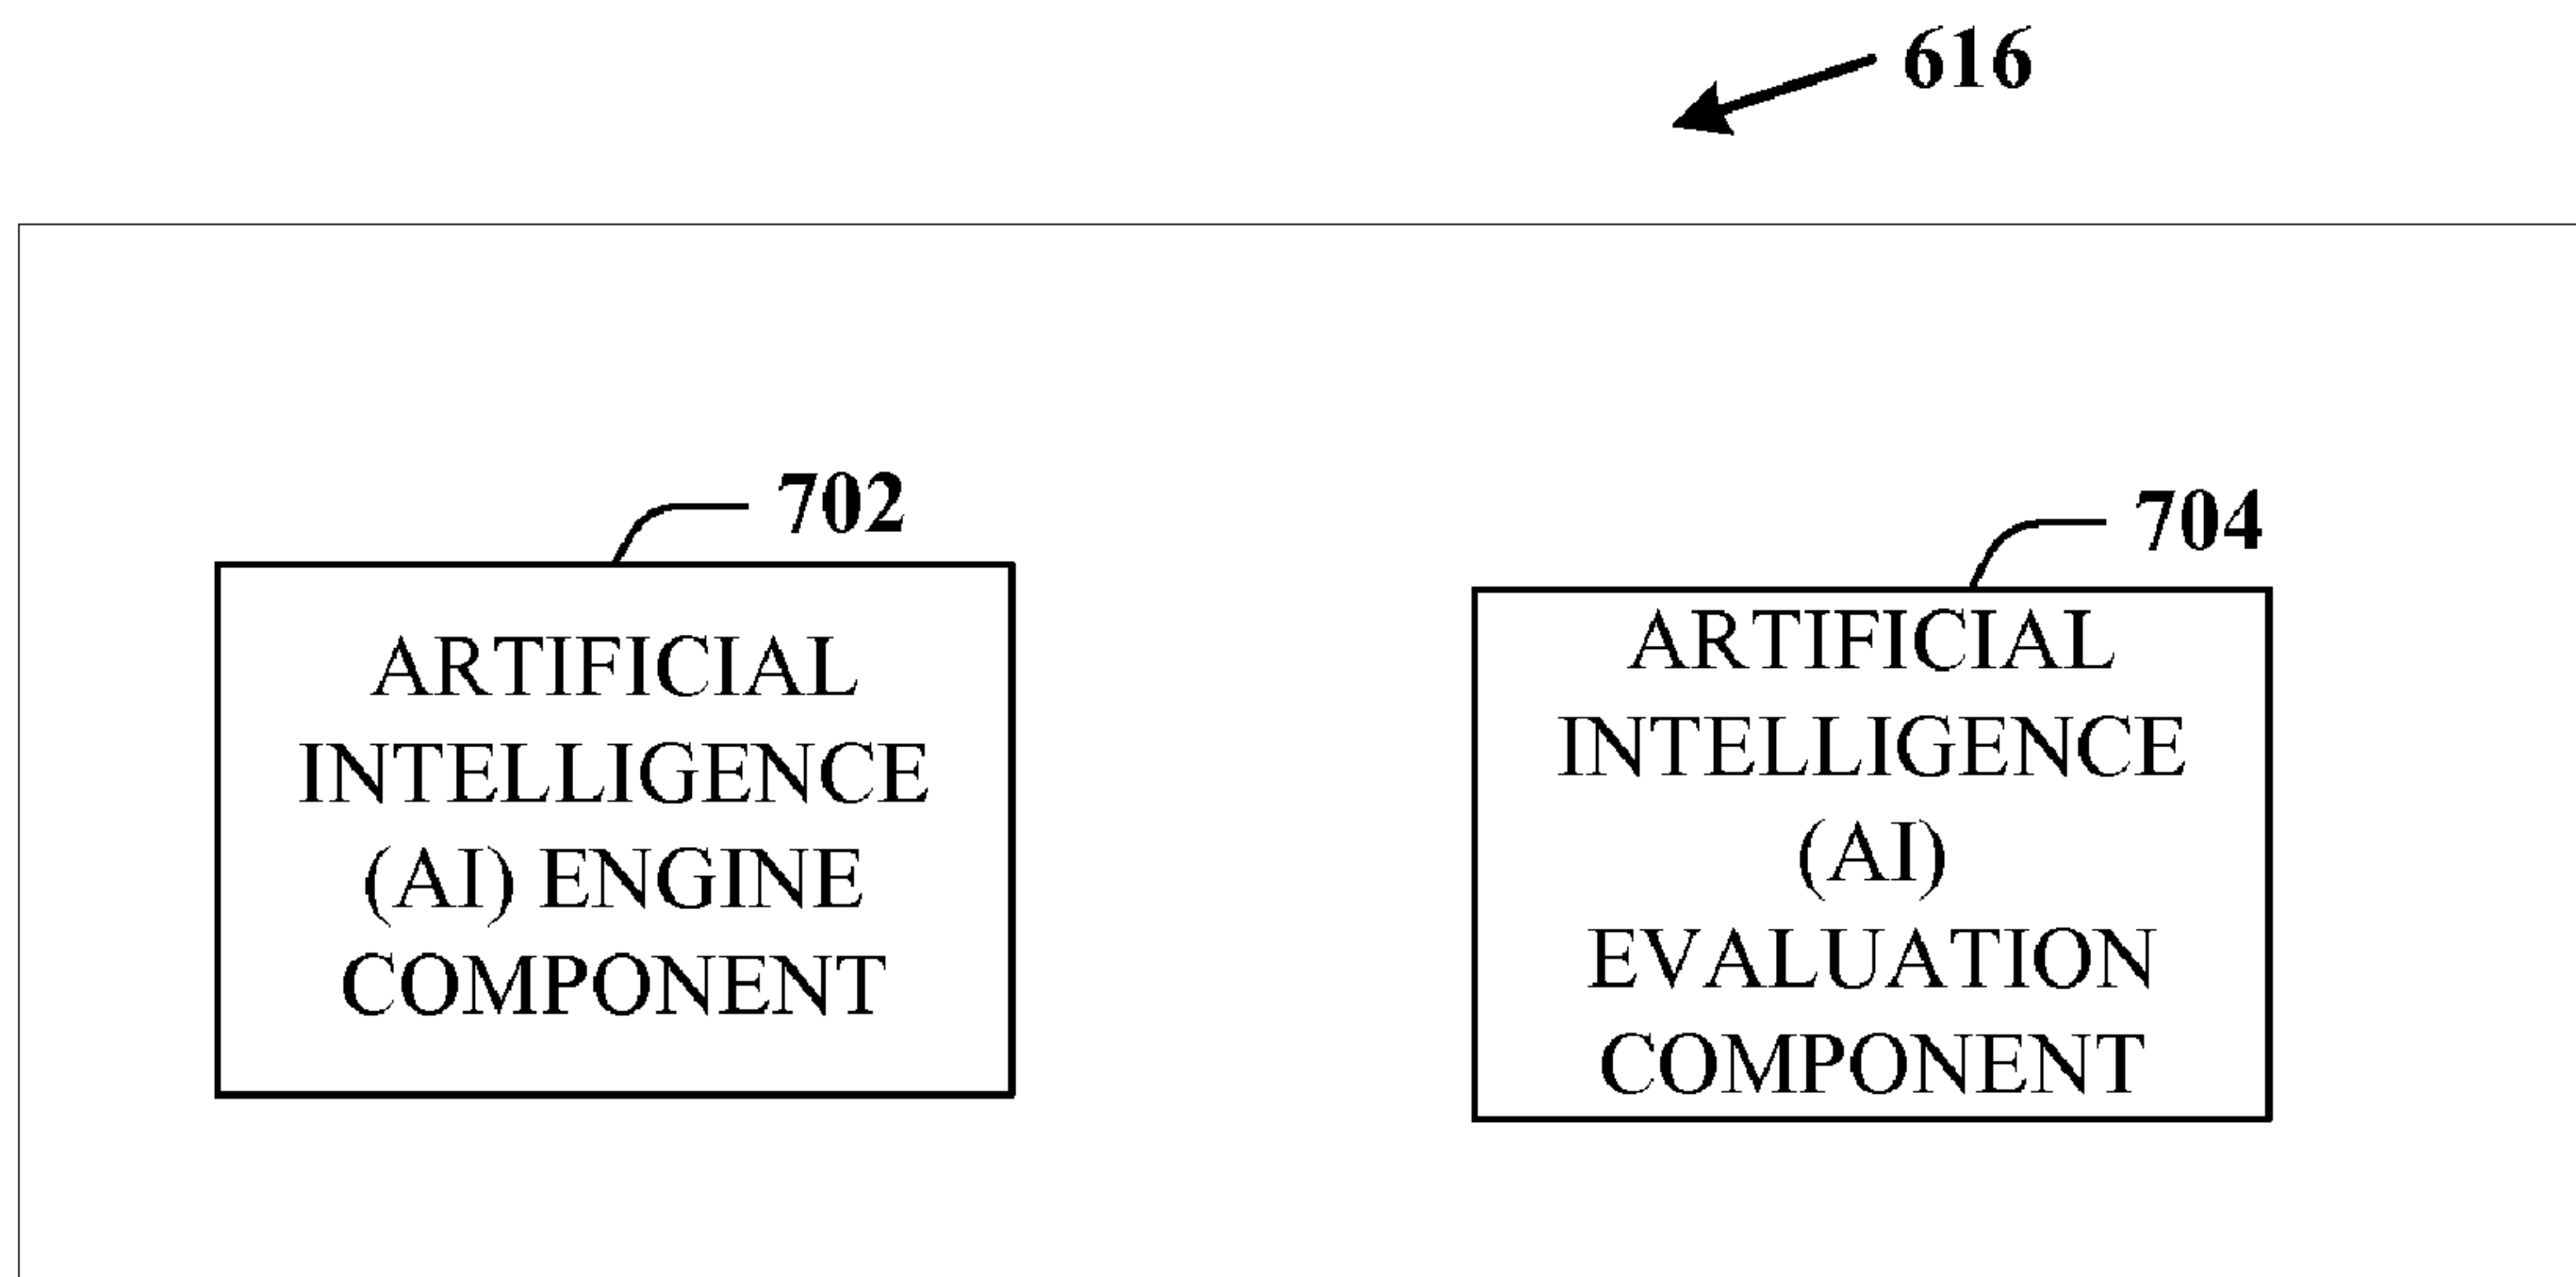 616
702
ARTIFICIAL
INTELLIGENCE
(AI) ENGINE
COMPONENT
704
ARTIFICIAL
INTELLIGENCE
(AI)
EVALUATION
COMPONENT